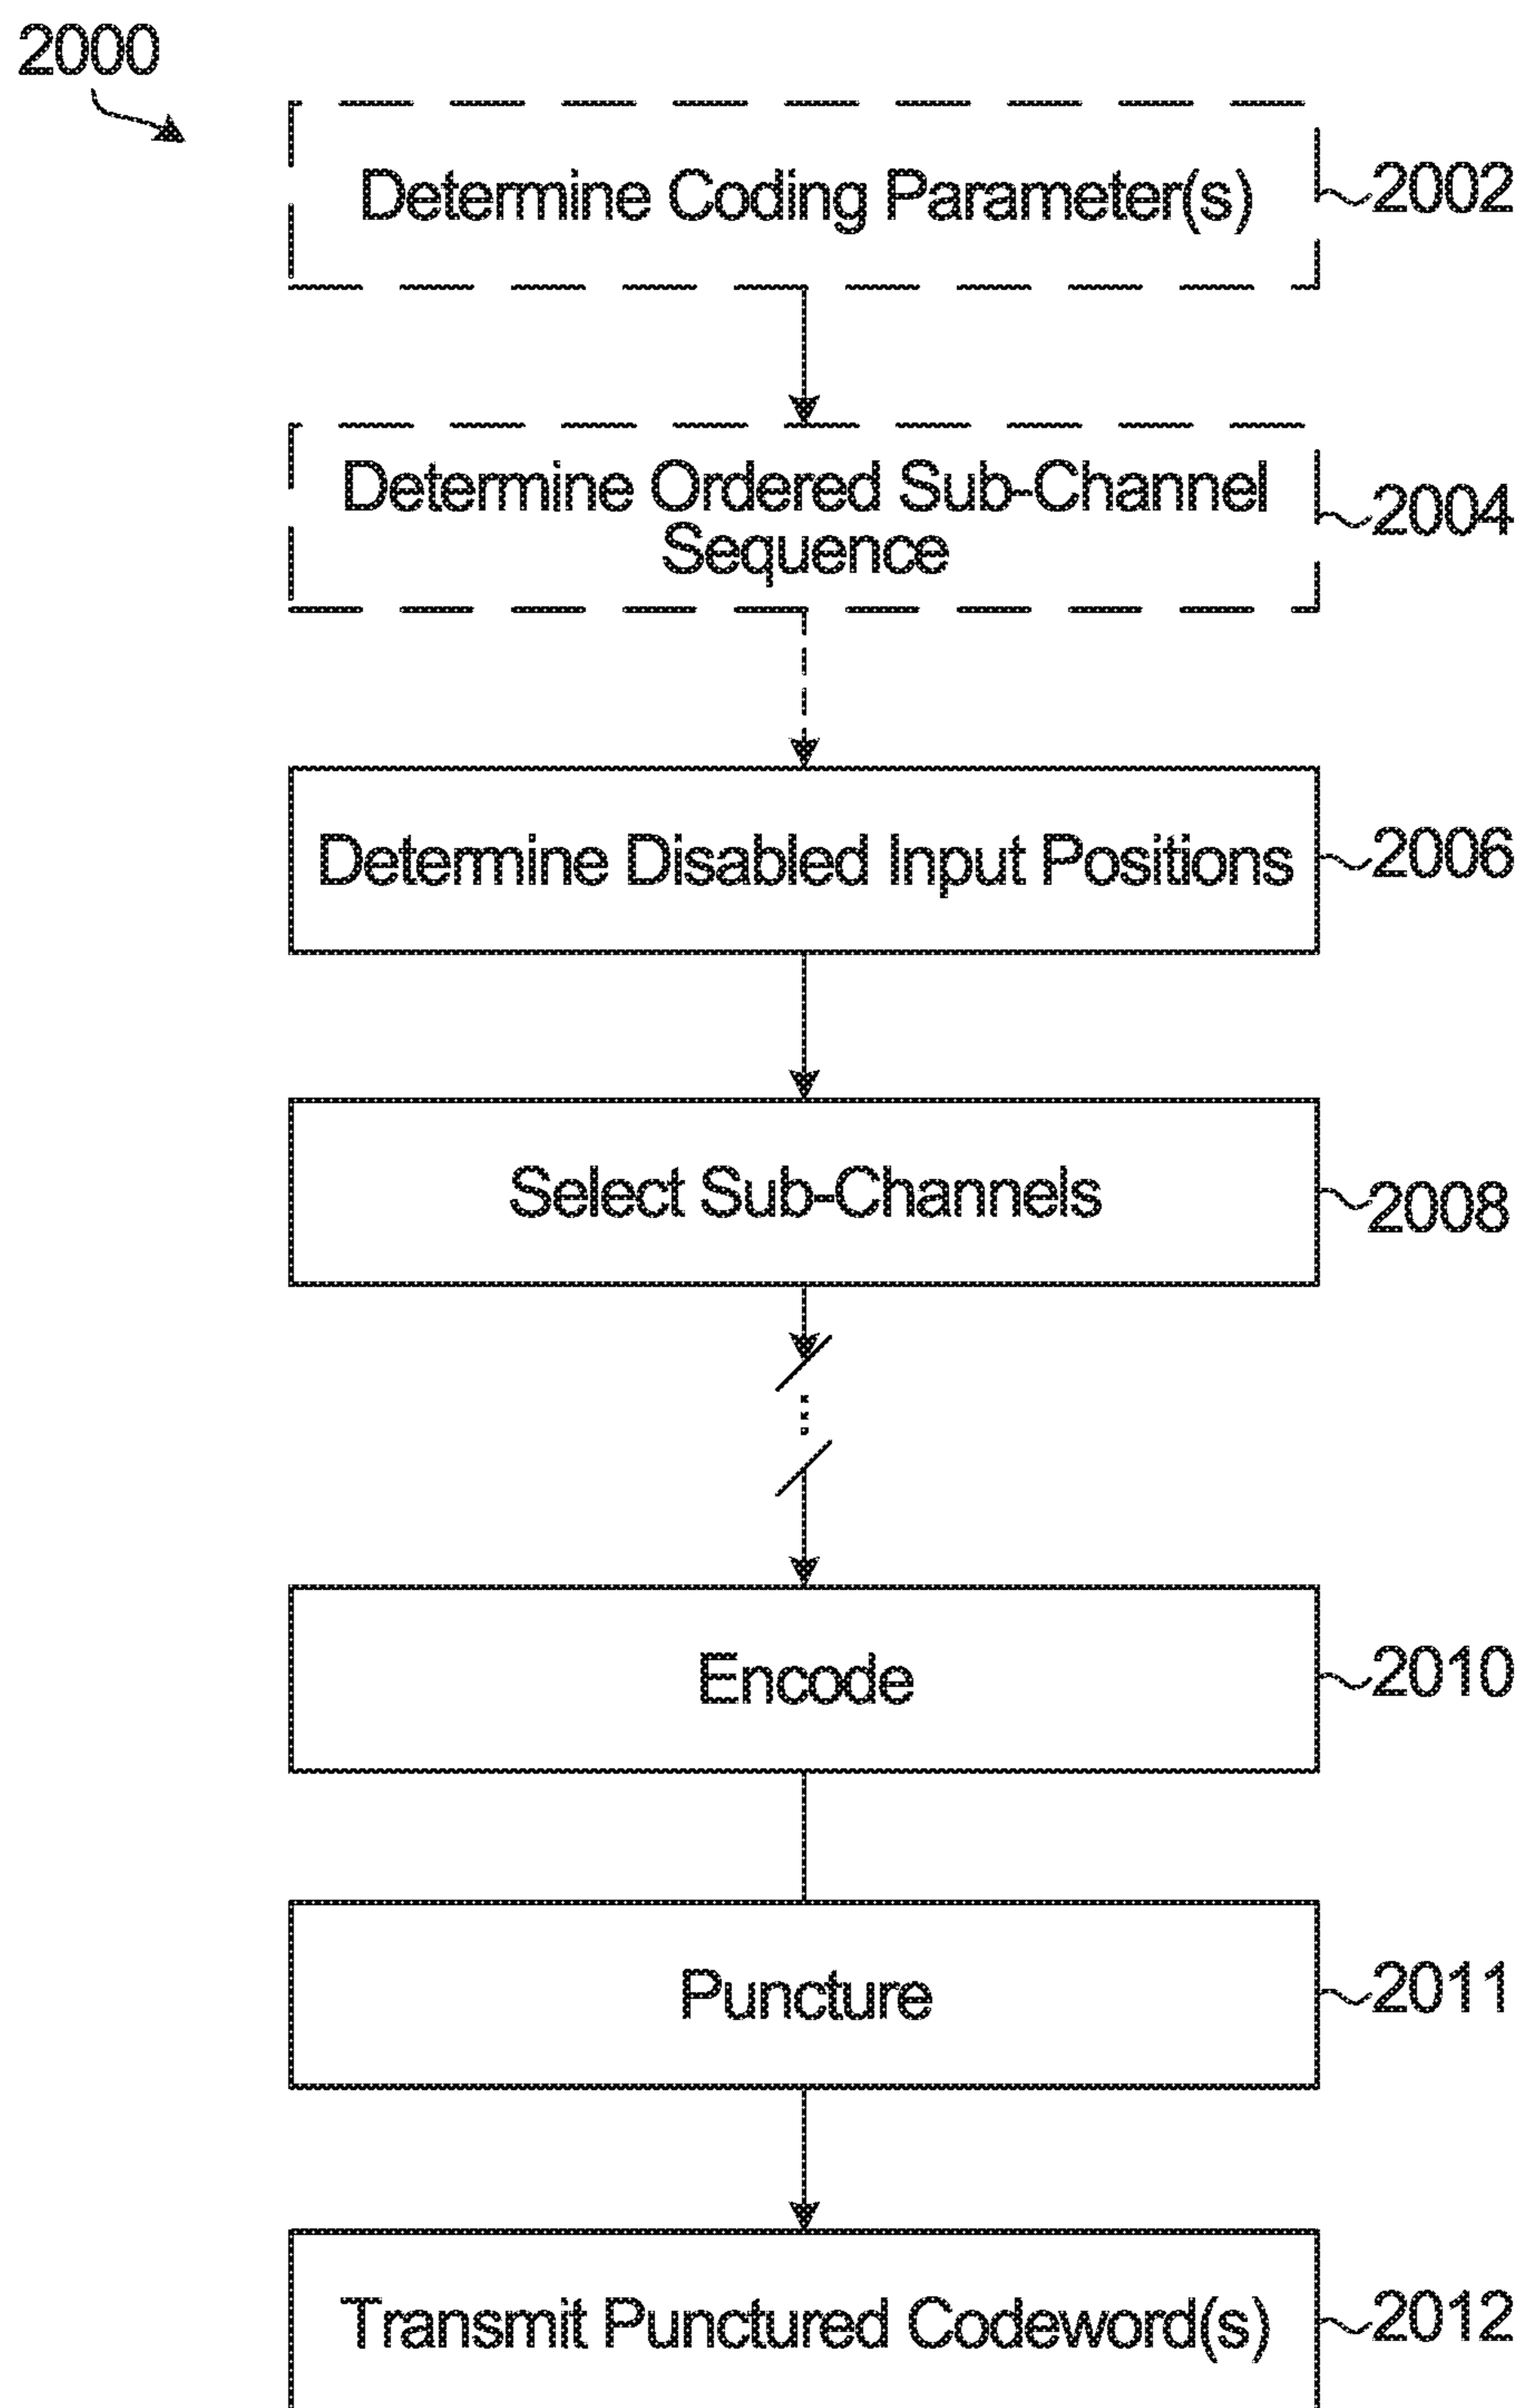 2000
Determine Coding Parameter(s)
2002
Determine Ordered Sub-Channel
Sequence
2004
Determine Disabled Input Positions
2006
Select Sub-Channels
2008
Encode
2010
Puncture
2011
Transmit Punctured Codeword(s)
2012